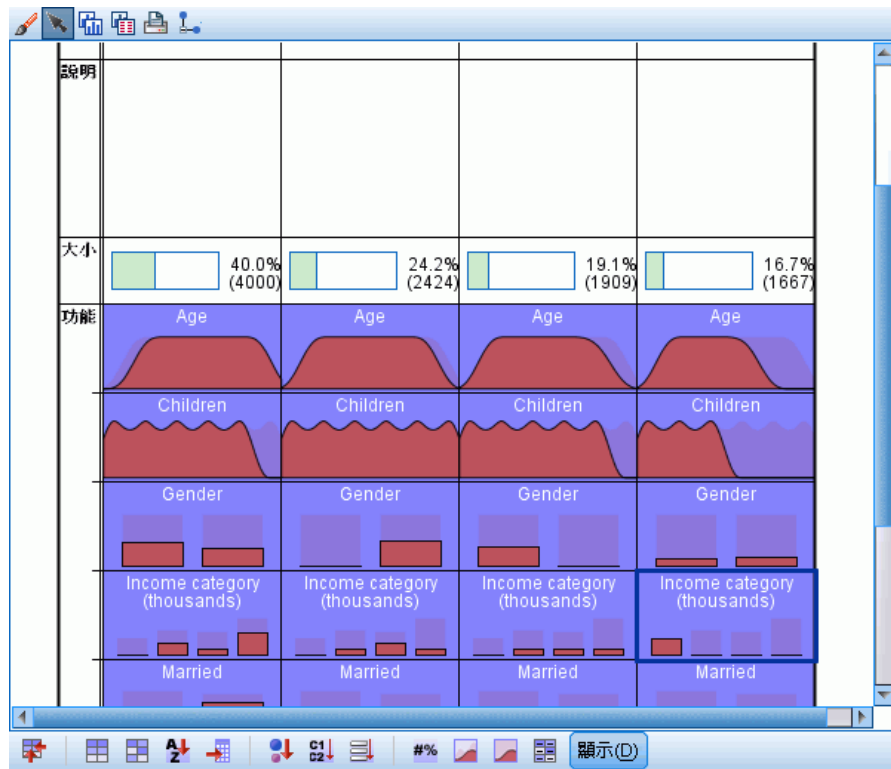 說明
大小
40.0%
(4000)
24.2%
(2424)
19.1%
(1909)
16.7%
(1667)
功能
Age
Age
Age
Age
Children
Children
Children
Children
Gender
Gender
Gender
Gender
Income category
(thousands)
Income category
(thousands)
Income category
(thousands)
Income category
(thousands)
Married
Married
Married
Married
A
Z
C1
C2
#%
顯示(D)